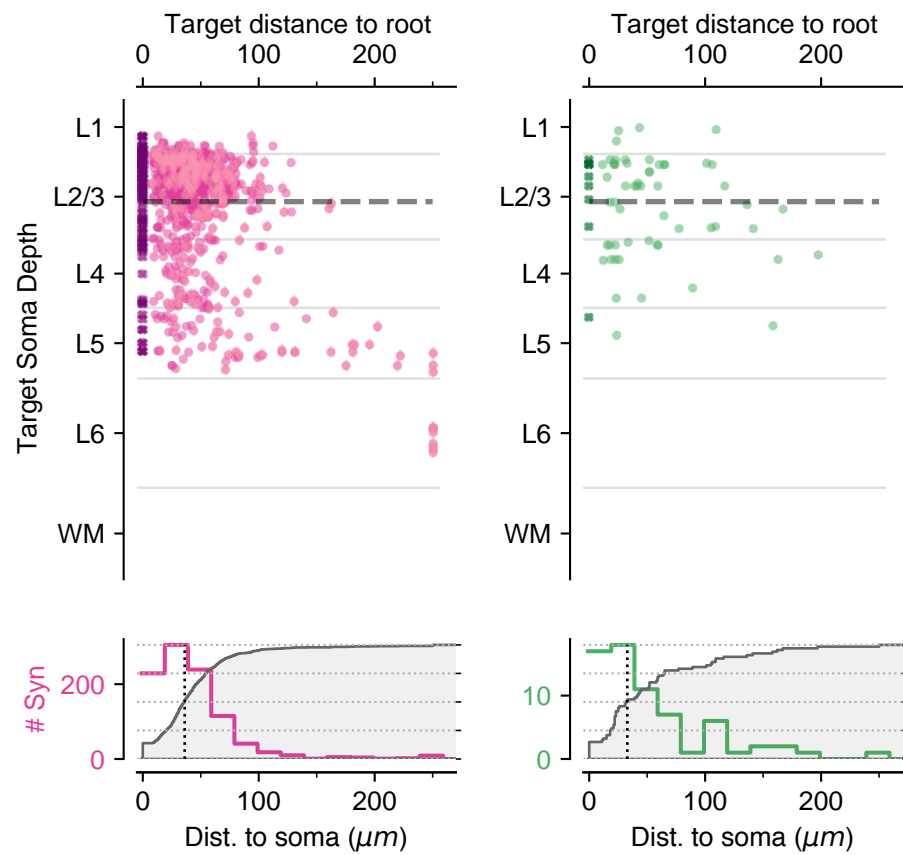 Target distance to root
Target distance to root
0 100 200
0 100 200
Target Soma Depth
L1
L2/3
L4
L5
L6
WM
L1
L2/3
L4
L5
L6
WM
# Syn
200
0
10
0
0 100 200
0 100 200
Dist. to soma (μm)
Dist. to soma (μm)